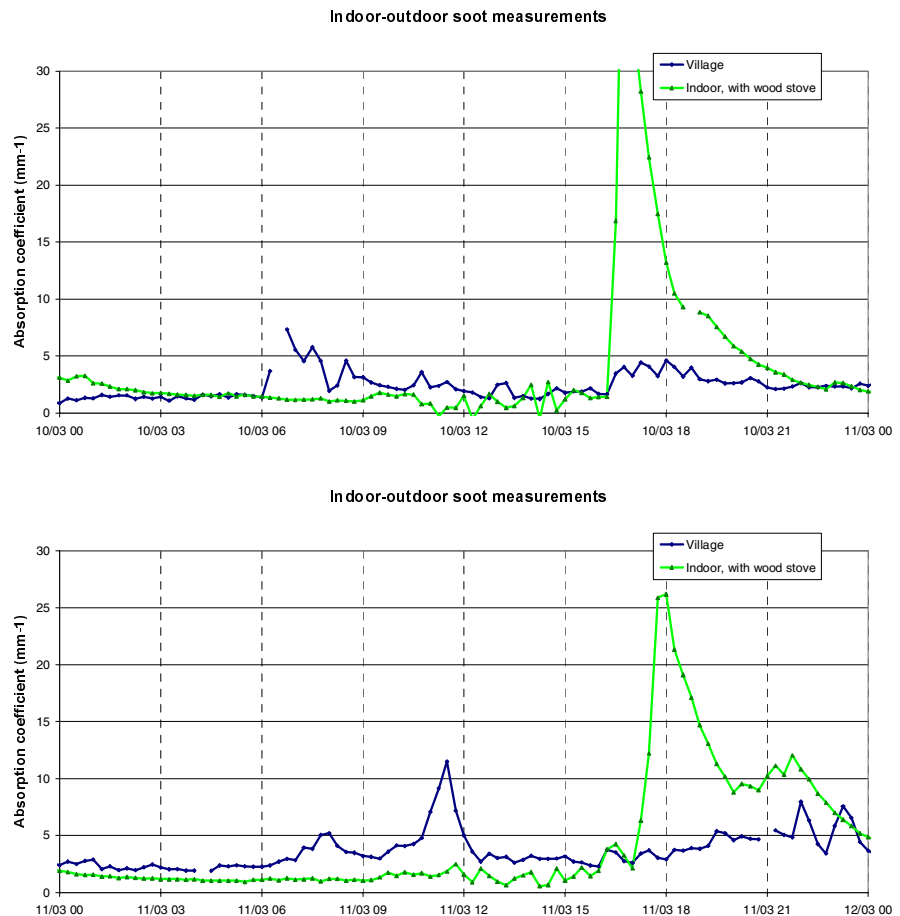 Indoor-outdoor soot measurements
Village
Indoor, with wood stove
Absorption coefficient (mm-1)
30
25
20
15
10
5
0
10/03 00 10/03 03 10/03 06 10/03 09 10/03 12 10/03 15 10/03 18 10/03 21 11/03 00
Indoor-outdoor soot measurements
Village
Indoor, with wood stove
Absorption coefficient (mm-1)
30
25
20
15
10
5
0
11/03 00 11/03 03 11/03 06 11/03 09 11/03 12 11/03 15 11/03 18 11/03 21 12/03 00